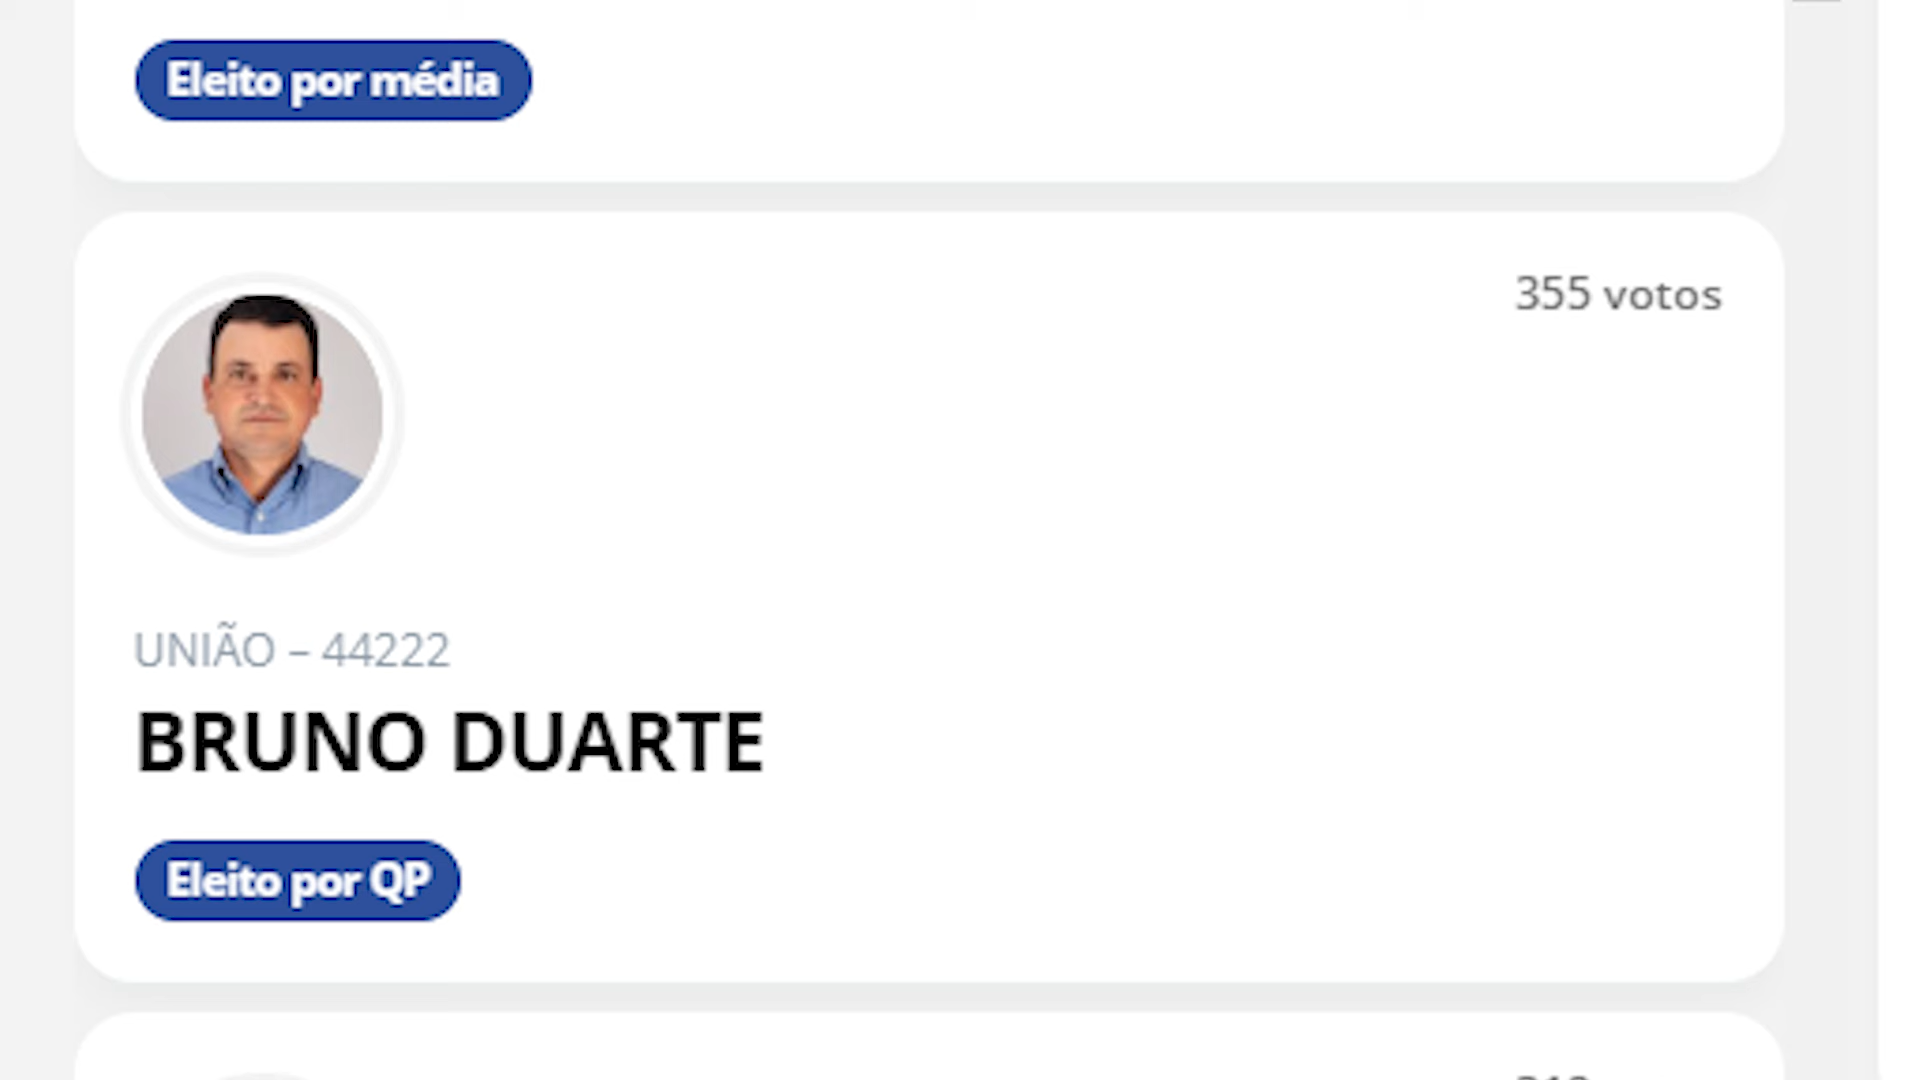 Eleito por média
355 votos
UNIÃO – 44222
BRUNO DUARTE
Eleito por QP